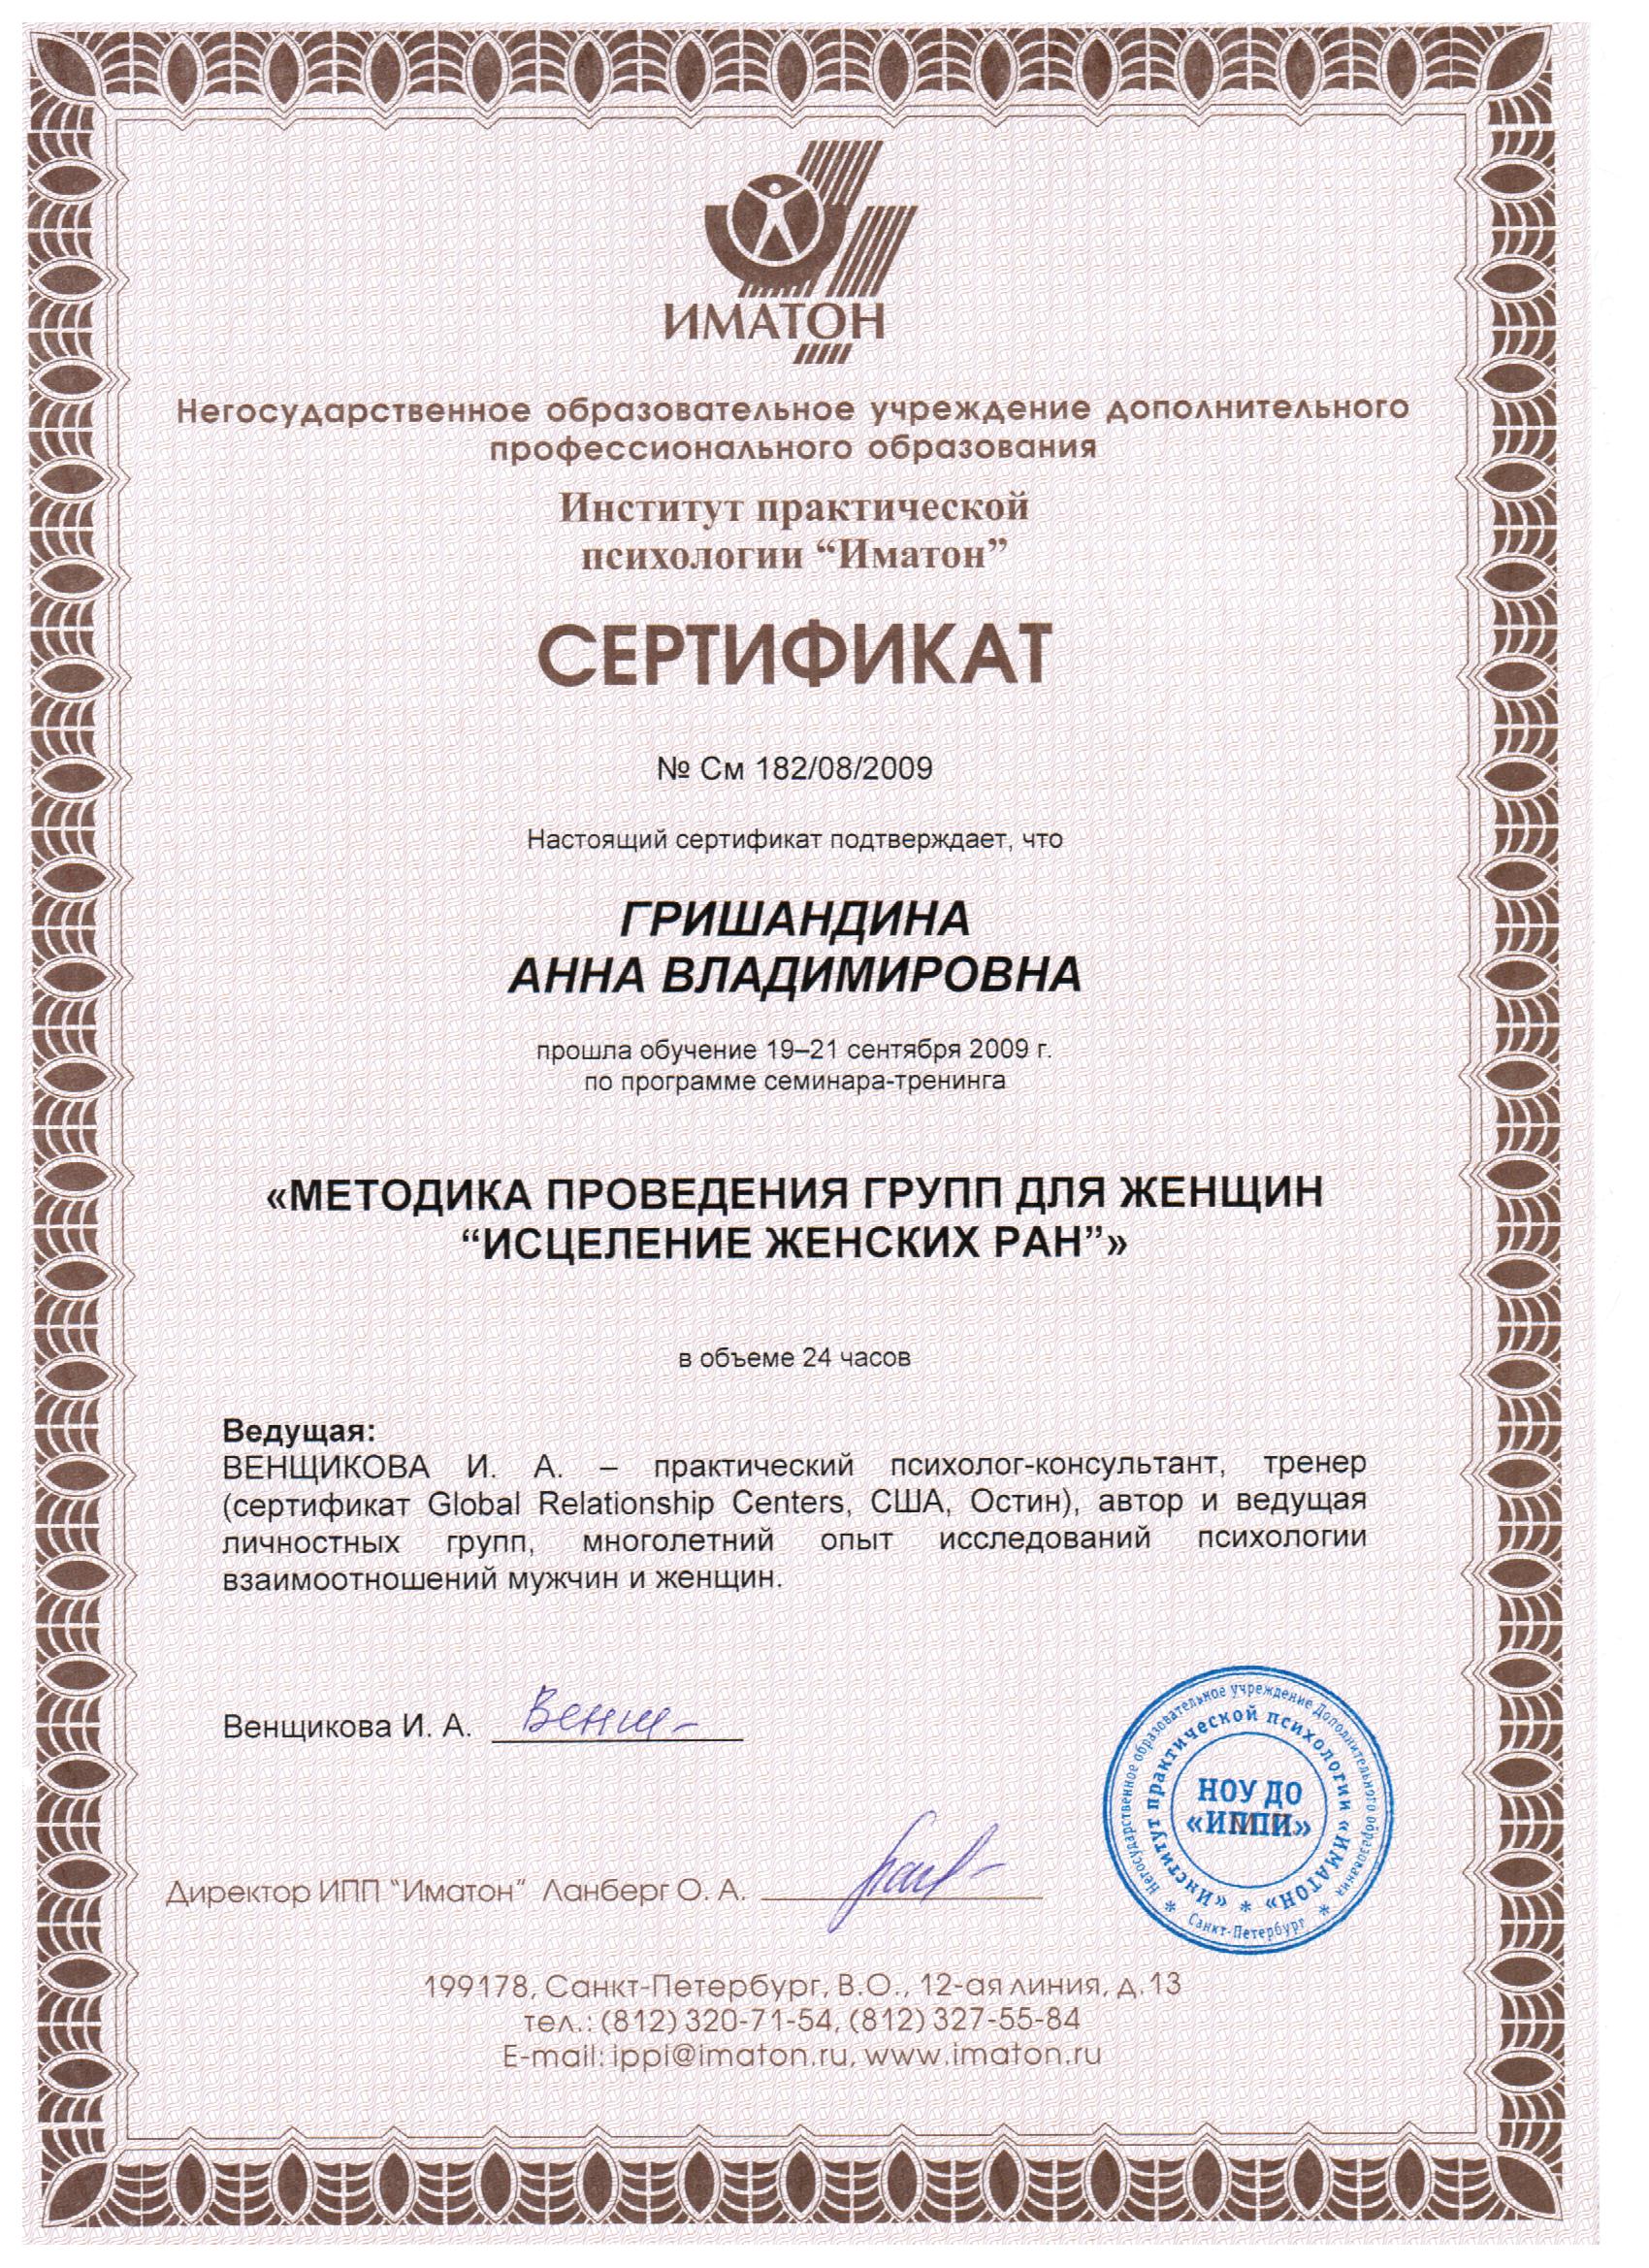 ИМАТОН
Негосударственное образовательное учреждение дополнительного
профессионального образования
Институт практической
психологии “Иматон”
СЕРТИФИКАТ
№ См 182/08/2009
Настоящий сертификат подтверждает, что
ГРИШАНДИНА
АННА ВЛАДИМИРОВНА
прошла обучение 19–21 сентября 2009 г.
по программе семинара-тренинга
«МЕТОДИКА ПРОВЕДЕНИЯ ГРУПП ДЛЯ ЖЕНЩИН
“ИСЦЕЛЕНИЕ ЖЕНСКИХ РАН”»
в объеме 24 часов
Ведущая:
ВЕНЩИКОВА И. А. – практический психолог-консультант, тренер
(сертификат Global Relationship Centers, США, Остин), автор и ведущая
личностных групп, многолетний опыт исследований психологии
взаимоотношений мужчин и женщин.
Венщикова И. А.
Негосударственное образовательное учреждение Дополнительного образования
* Санкт-Петербург *
«Институт практической психологии «ИМАТОН» *
НОУ ДО
«ИППИ»
Директор ИПП “Иматон” Ланберг О. А.
199178, Санкт-Петербург, В.О., 12-ая линия, д. 13
тел.: (812) 320-71-54, (812) 327-55-84
E-mail: ippi@imaton.ru, www.imaton.ru